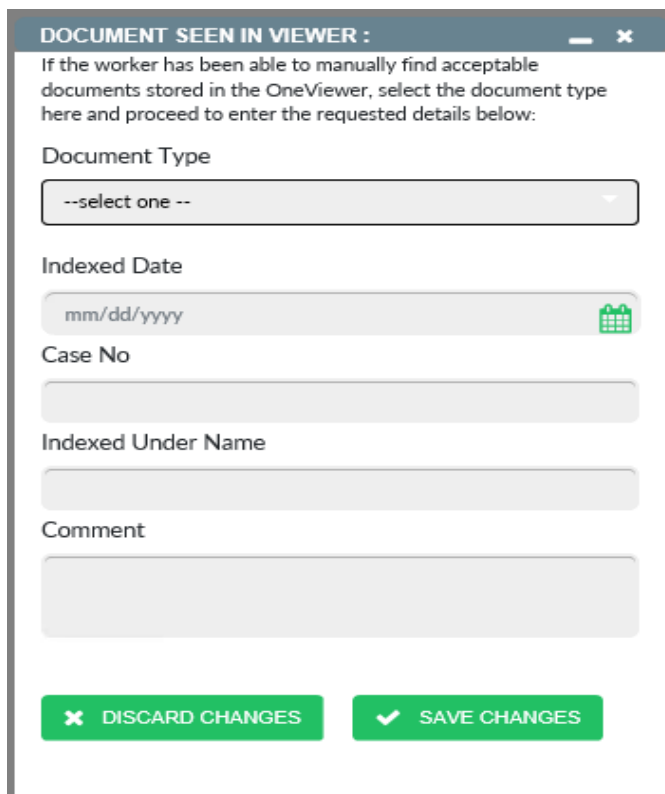 DOCUMENT SEEN IN VIEWER :
If the worker has been able to manually find acceptable
documents stored in the OneViewer, select the document type
here and proceed to enter the requested details below:
Document Type
--select one --
Indexed Date
mm/dd/yyyy
Case No
Indexed Under Name
Comment
DISCARD CHANGES SAVE CHANGES